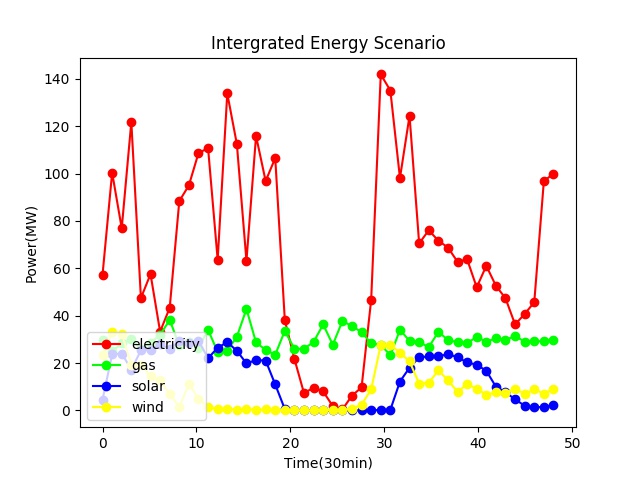 Intergrated Energy Scenario
Power(MW)
140
120
100
80
60
40
20
0
electricity
gas
solar
wind
0 10 20 30 40 50
Time(30min)